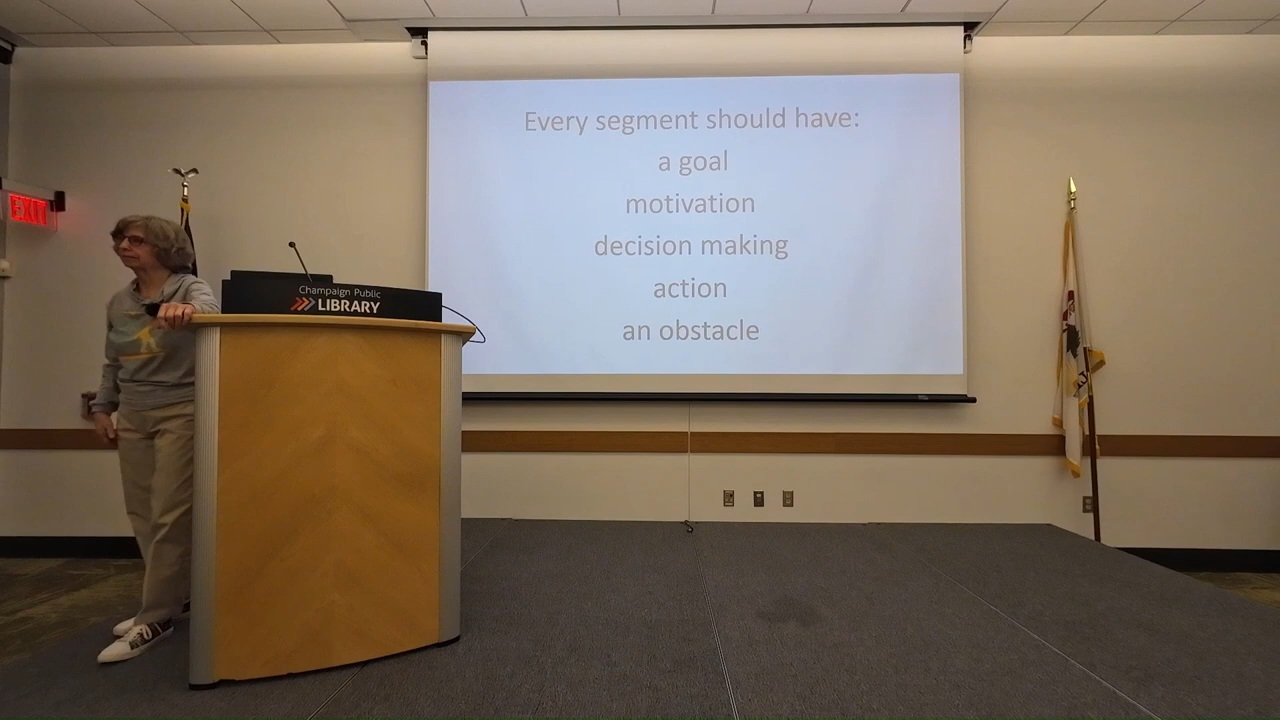 Every segment should have:
a goal
motivation
decision making
action
an obstacle
EXIT
Champaign Public
LIBRARY